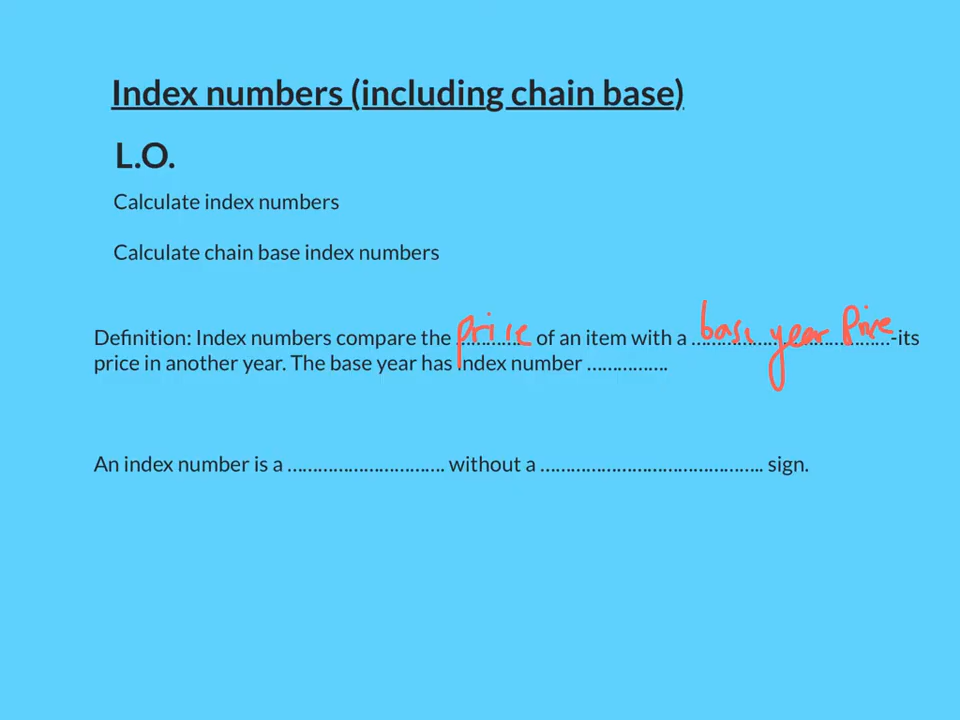 Index numbers (including chain base)
L.O.
Calculate index numbers
Calculate chain base index numbers
Definition: Index numbers compare the price of an item with a base year Price -its
price in another year. The base year has index number ................
An index number is a ............................... without a ............................................ sign.